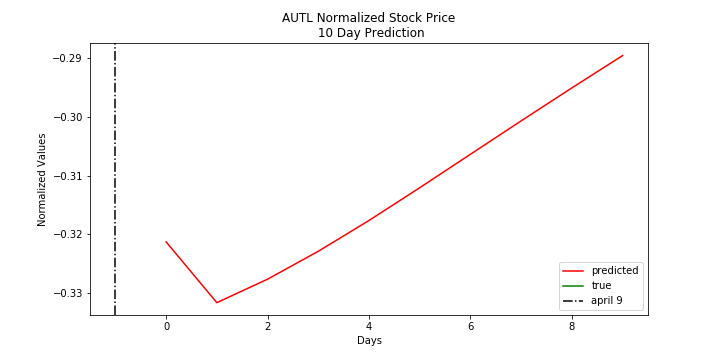 AUTL Normalized Stock Price
10 Day Prediction
Normalized Values
−0.29
−0.30
−0.31
−0.32
−0.33
0
2
4
6
8
Days
predicted
true
april 9